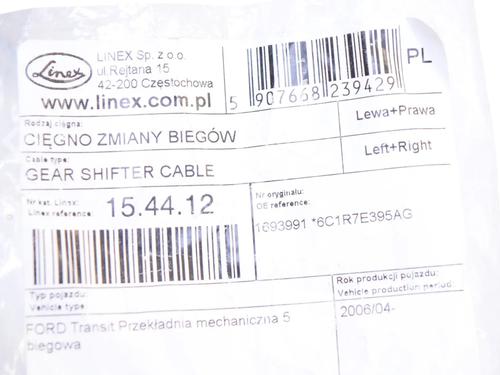 Linex
LINEX Sp. z o.o.
ul.Rejtana 15
42-200 Częstochowa
www.linex.com.pl
PL
5 907668 239429
Rodzaj cięgna:
CIĘGNO ZMIANY BIEGÓW
Lewa+Prawa
Cable type:
GEAR SHIFTER CABLE
Left+Right
Nr kat. Linex:
Linex reference:
15.44.12
Nr oryginału:
OE reference:
1693991 *6C1R7E395AG
Typ pojazdu:
Vehicle type
FORD Transit Przekładnia mechaniczna 5
biegowa
Rok produkcji pojazdu:
Vehicle production period
2006/04-